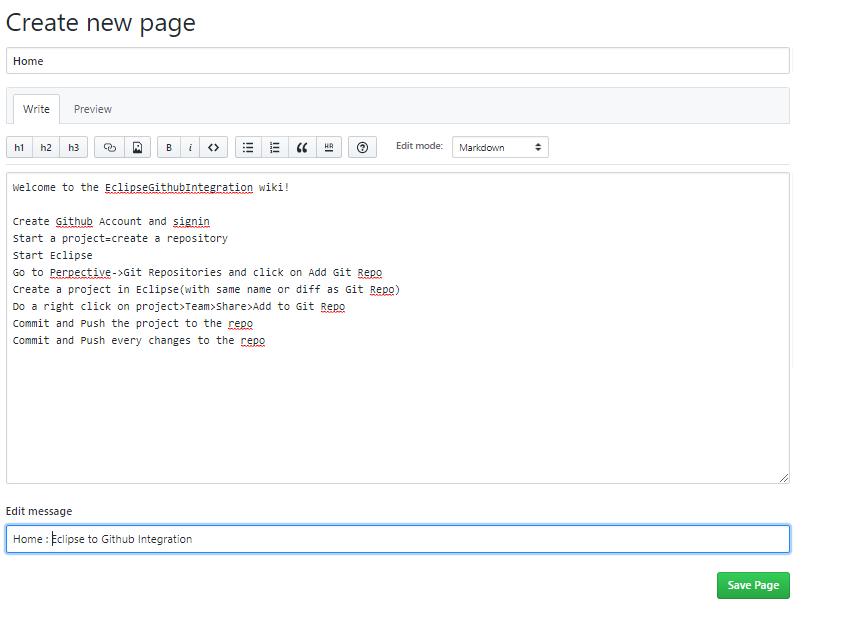 Create new page
Home
Write Preview
h1 h2 h3 B i <> HR Edit mode: Markdown
Welcome to the EclipseGithubIntegration wiki!
Create Github Account and signin
Start a project=create a repository
Start Eclipse
Go to Perpective->Git Repositories and click on Add Git Repo
Create a project in Eclipse(with same name or diff as Git Repo)
Do a right click on project>Team>Share>Add to Git Repo
Commit and Push the project to the repo
Commit and Push every changes to the repo
Edit message
Home : Eclipse to Github Integration
Save Page